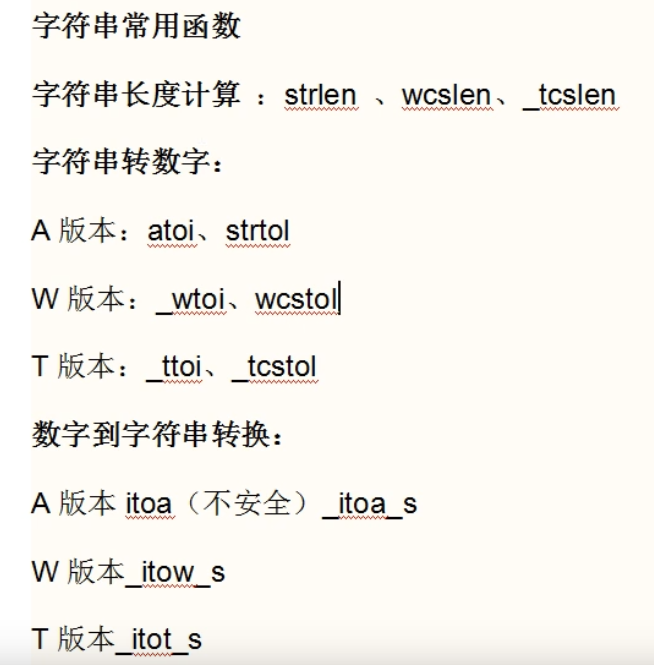 字符串常用函数
字符串长度计算 ：strlen 、wcslen、_tcslen
字符串转数字：
A 版本：atoi、strtol
W 版本：_wtoi、wcstol
T 版本：_ttoi、_tcstol
数字到字符串转换：
A 版本 itoa（不安全）_itoa_s
W 版本_itow_s
T 版本_itot_s